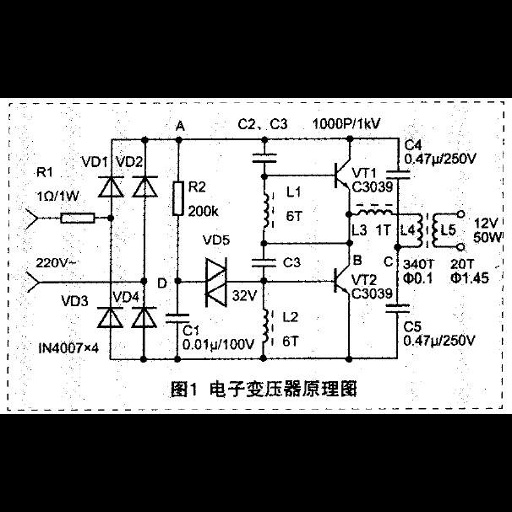 A
C2、C3
1000P/1kV
C4
0.47μ/250V
VD1
VD2
VT1
C3039
R1
1Ω/1W
R2
200k
L1
6T
L3
1T
L4
L5
12V
50W
VD5
220V~
D
32V
C3
B
VT2
C3039
C
340T
Φ0.1
20T
Φ1.45
VD3
VD4
C1
0.01μ/100V
L2
6T
C5
0.47μ/250V
IN4007×4
图1 电子变压器原理图